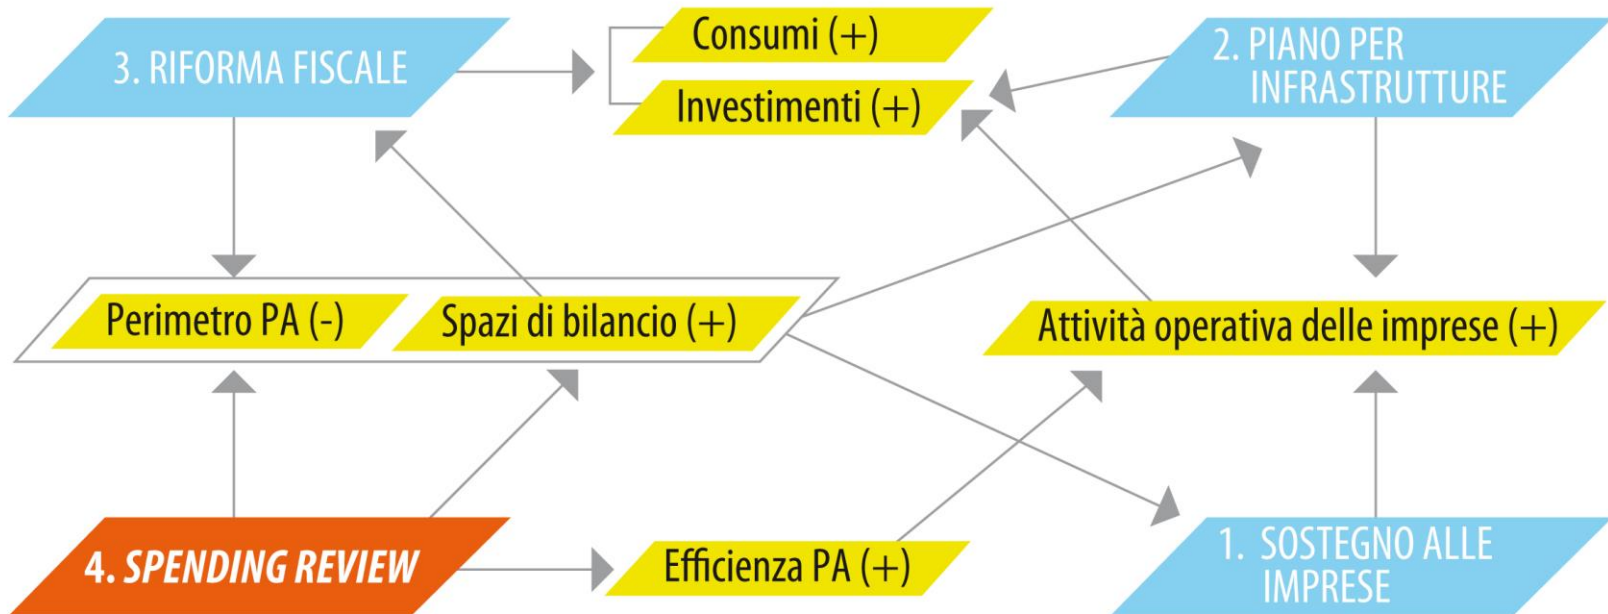 3. RIFORMA FISCALE
Consumi (+)
Investimenti (+)
2. PIANO PER
INFRASTRUTTURE
Perimetro PA (-)
Spazi di bilancio (+)
Attività operativa delle imprese (+)
4. SPENDING REVIEW
Efficienza PA (+)
1. SOSTEGNO ALLE
IMPRESE